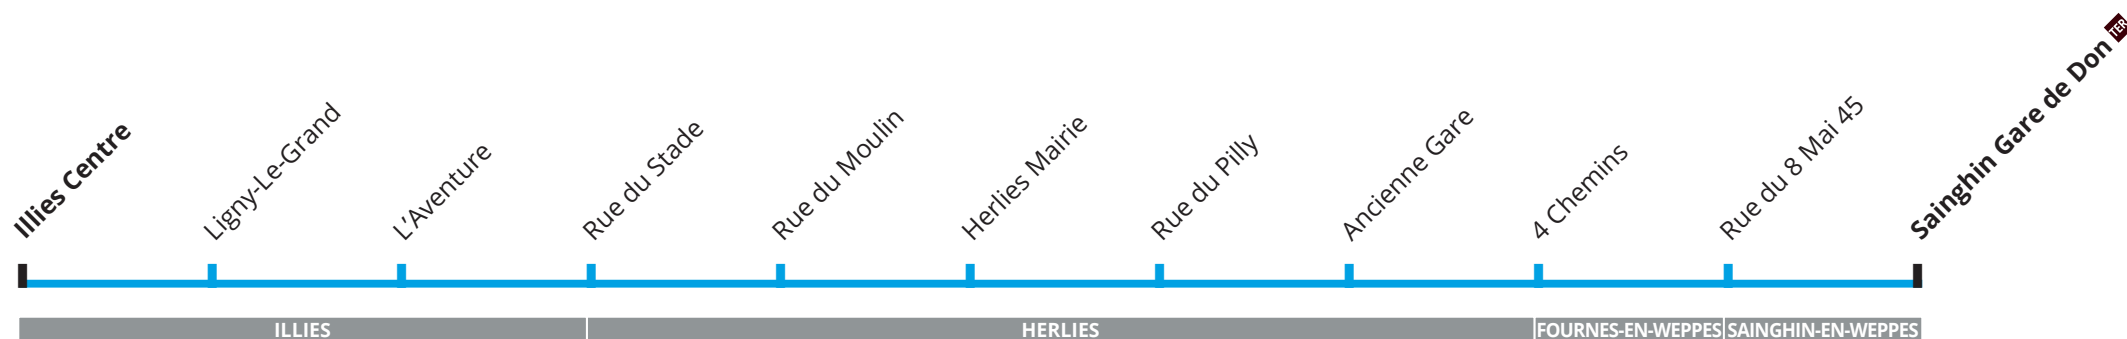 Illies Centre
Ligny-Le-Grand
L'Aventure
Rue du Stade
Rue du Moulin
Herlies Mairie
Rue du Pilly
Ancienne Gare
4 Chemins
Rue du 8 Mai 45
Sainghin Gare de Don TER
ILLIES
HERLIES
FOURNES-EN-WEPPES
SAINGHIN-EN-WEPPES